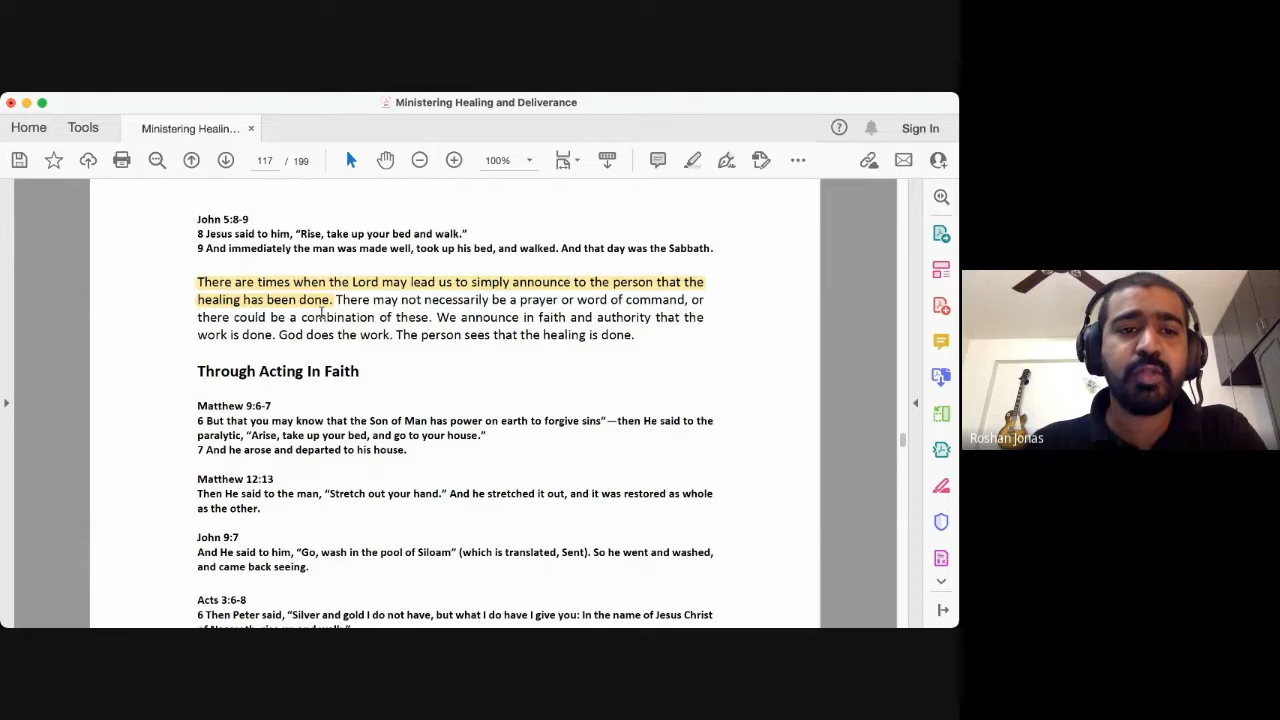 Ministering Healing and Deliverance
Home
Tools
Ministering Healin...
Sign In
117 / 199
100%
John 5:8-9
8 Jesus said to him, “Rise, take up your bed and walk.”
9 And immediately the man was made well, took up his bed, and walked. And that day was the Sabbath.
There are times when the Lord may lead us to simply announce to the person that the
healing has been done. There may not necessarily be a prayer or word of command, or
there could be a combination of these. We announce in faith and authority that the
work is done. God does the work. The person sees that the healing is done.
Through Acting In Faith
Matthew 9:6-7
6 But that you may know that the Son of Man has power on earth to forgive sins”—then He said to the
paralytic, “Arise, take up your bed, and go to your house.”
7 And he arose and departed to his house.
Matthew 12:13
Then He said to the man, “Stretch out your hand.” And he stretched it out, and it was restored as whole
as the other.
John 9:7
And He said to him, “Go, wash in the pool of Siloam” (which is translated, Sent). So he went and washed,
and came back seeing.
Acts 3:6-8
6 Then Peter said, “Silver and gold I do not have, but what I do have I give you: In the name of Jesus Christ
Roshan Jonas